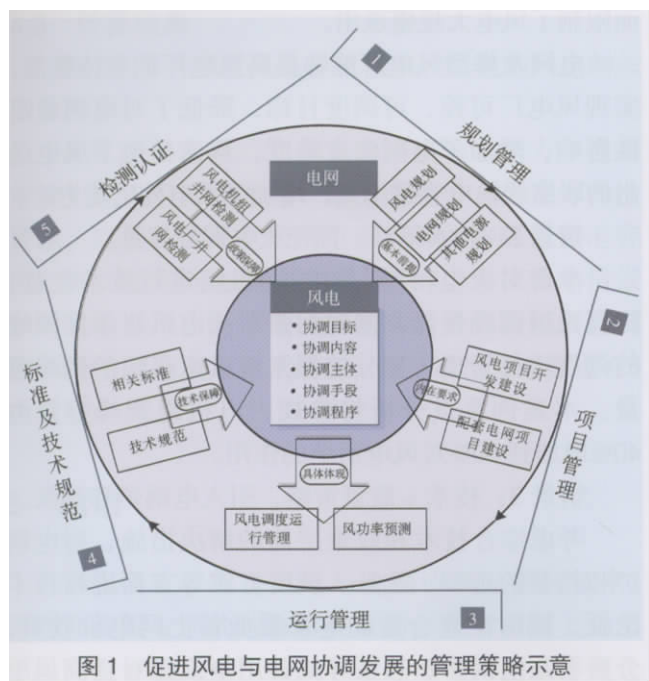 1
规划管理
电网
风电规划
电网规划
其他电源
规划
基本前提
2
项目管理
风电项目开
发建设
配套电网项
目建设
内在要求
3
运行管理
具体体现
风电调度运
行管理
风功率预测
4
标准及技术规范
相关标准
技术规范
技术保障
5
检测认证
风电机组
并网检测
风电厂并
网检测
风电
• 协调目标
• 协调内容
• 协调主体
• 协调手段
• 协调程序
图1 促进风电与电网协调发展的管理策略示意